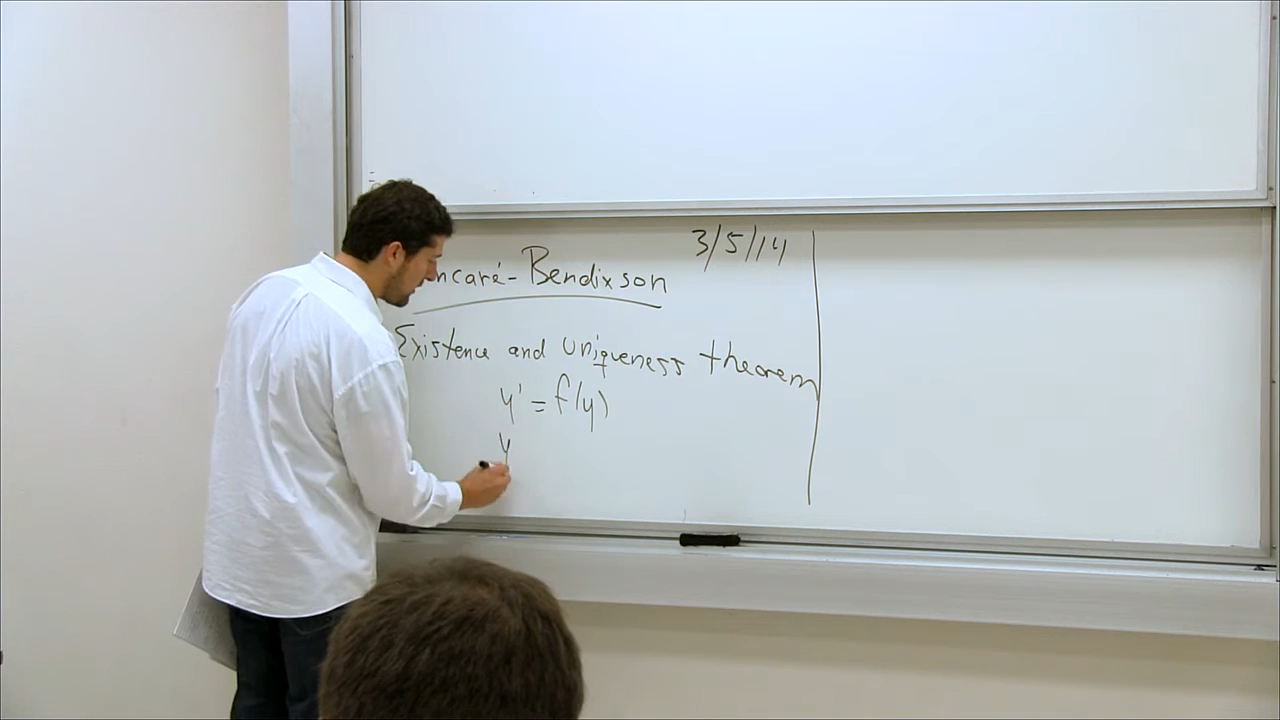 ncaré-Bendixson 3/5/14
Existence and uniqueness theorem
y' = f(y)
y